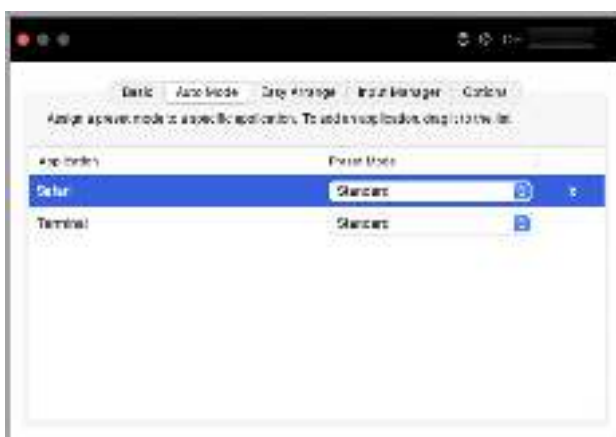 Basic Auto Mode Easy Arrange Input Manager Options
Assign a preset mode to a specific application. To add an application, drag it to the list.
Application Preset Mode
Safari Standard
Terminal Standard